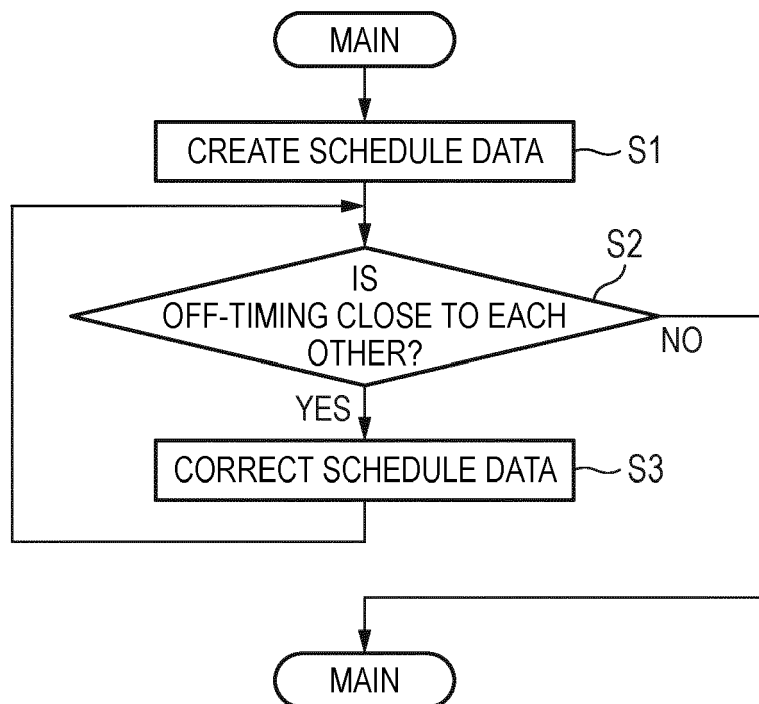 MAIN
CREATE SCHEDULE DATA
S1
S2
IS
OFF-TIMING CLOSE TO EACH
OTHER?
NO
YES
CORRECT SCHEDULE DATA
S3
MAIN